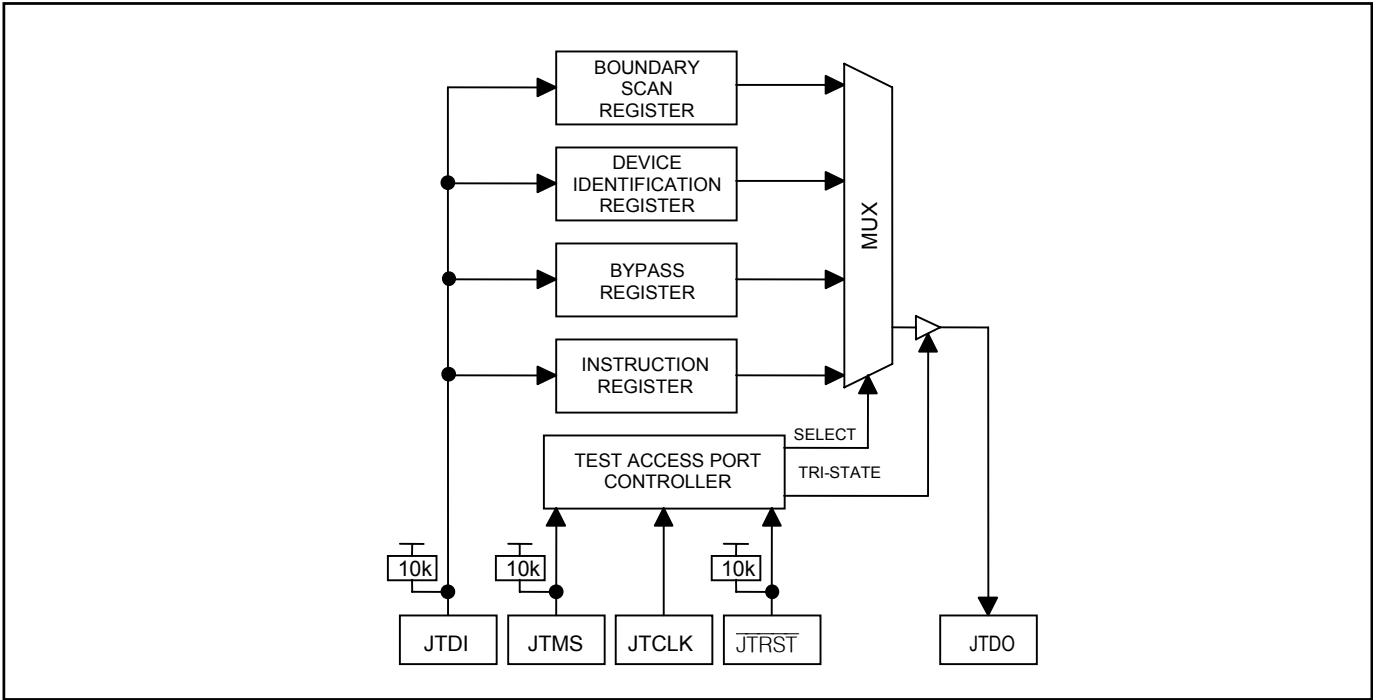 BOUNDARY
SCAN
REGISTER
DEVICE
IDENTIFICATION
REGISTER
BYPASS
REGISTER
INSTRUCTION
REGISTER
MUX
SELECT
TEST ACCESS PORT
CONTROLLER
TRI-STATE
10k
10k
10k
JTDI
JTMS
JTCLK
JTRST
JTDO